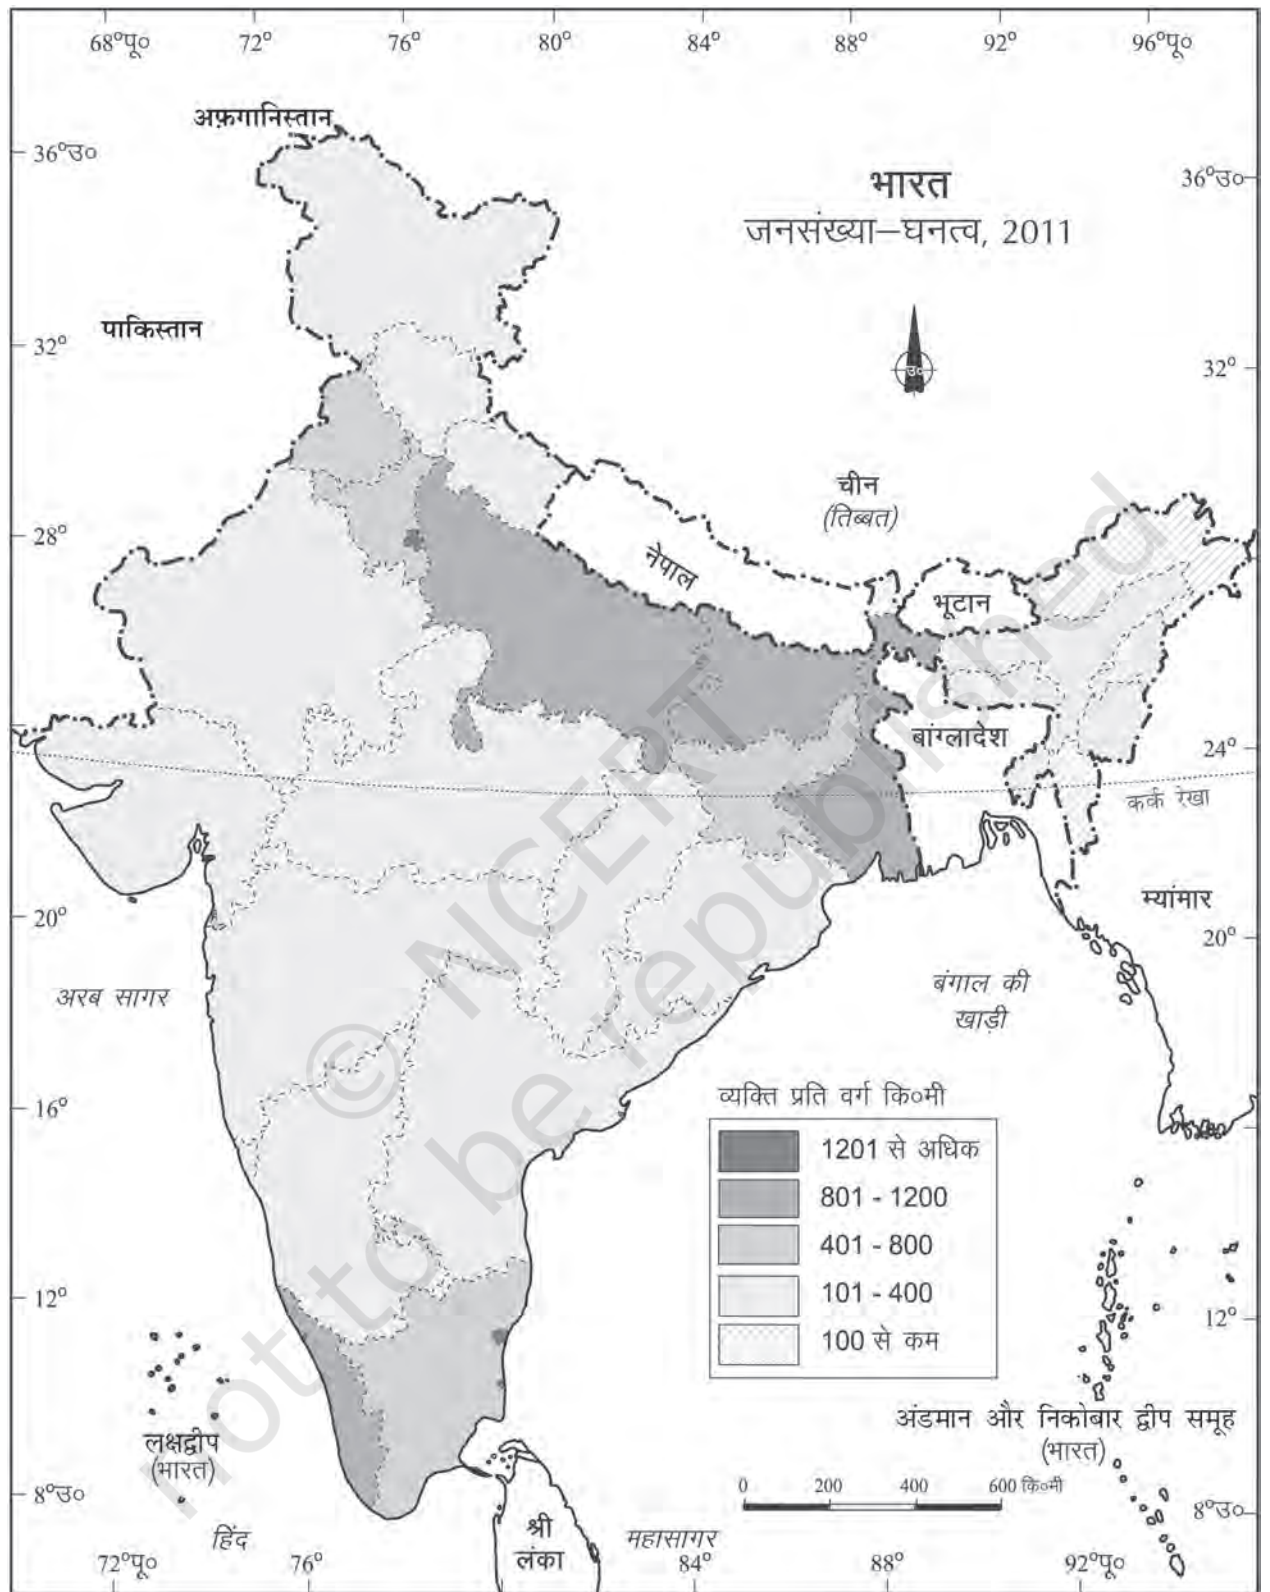 68°पू० 72° 76° 80° 84° 88° 92° 96°पू०
अफ़गानिस्तान
36°उ०
भारत
36°उ०
जनसंख्या–घनत्व, 2011
पाकिस्तान
32°
32°
उ०
चीन
(तिब्बत)
28°
28°
नेपाल
भूटान
बांग्लादेश
24°
कर्क रेखा
म्यांमार
20°
20°
अरब सागर
बंगाल की
खाड़ी
व्यक्ति प्रति वर्ग कि०मी
16°
1201 से अधिक
801 - 1200
401 - 800
101 - 400
100 से कम
12°
12°
लक्षद्वीप
(भारत)
अंडमान और निकोबार द्वीप समूह
(भारत)
0 200 400 600 कि०मी
8°उ०
8°उ०
हिंद
श्री
लंका
महासागर
72°पू० 76° 84° 88° 92°पू०
© NCERT
not to be republished